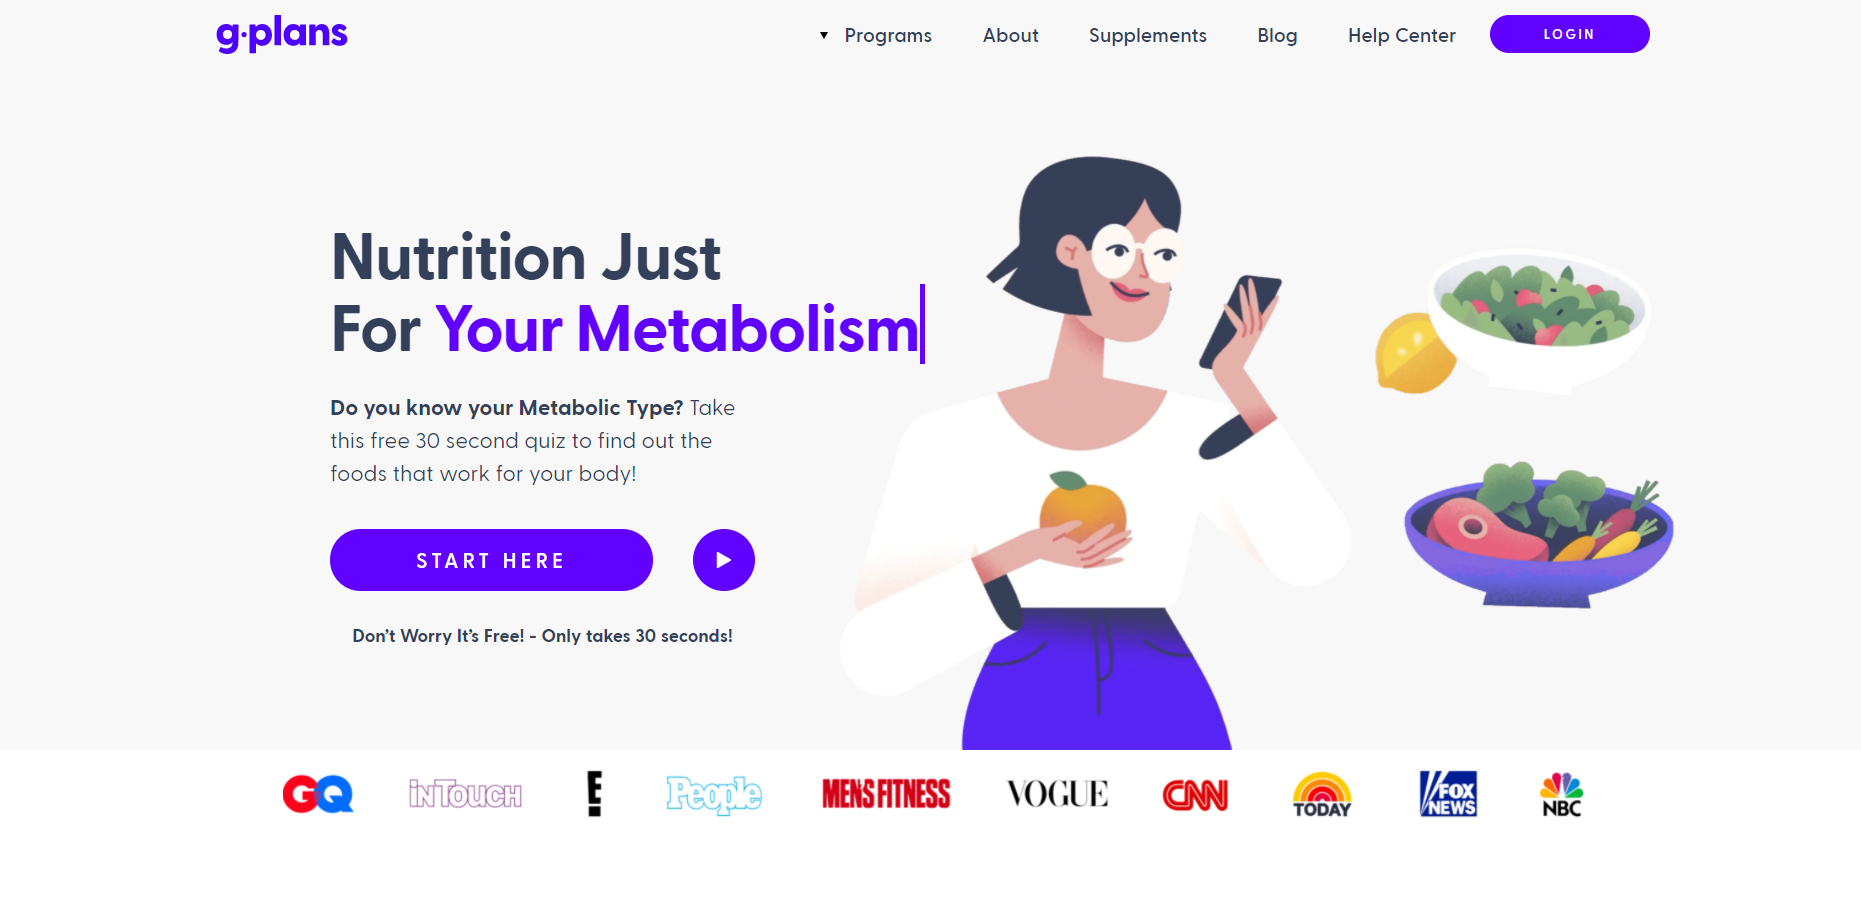 g·plans
Programs About Supplements Blog Help Center LOGIN
Nutrition Just
For Your Metabolism
Do you know your Metabolic Type? Take
this free 30 second quiz to find out the
foods that work for your body!
START HERE
Don’t Worry It’s Free! - Only takes 30 seconds!
GQ INTOUCH E! People MEN'S FITNESS VOGUE CNN TODAY FOX NEWS NBC